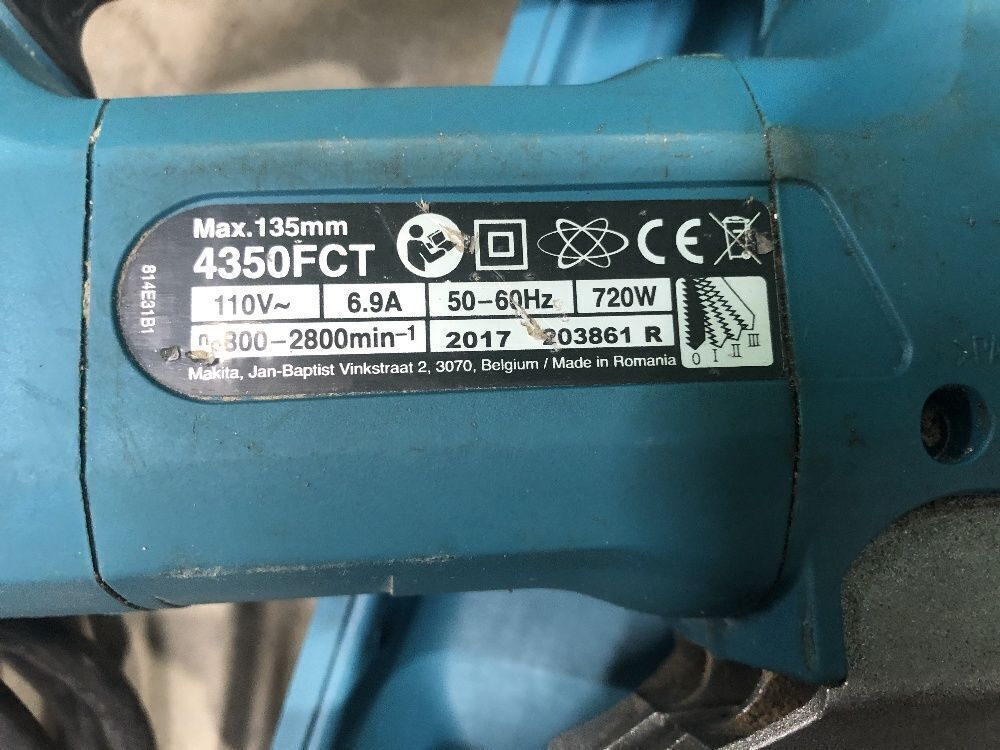 Max.135mm
4350FCT
CE
110V~ 6.9A 50-60Hz 720W
n₀800-2800min⁻¹ 2017 203861 R
0 I II III
Makita, Jan-Baptist Vinkstraat 2, 3070, Belgium / Made in Romania
814E31B1